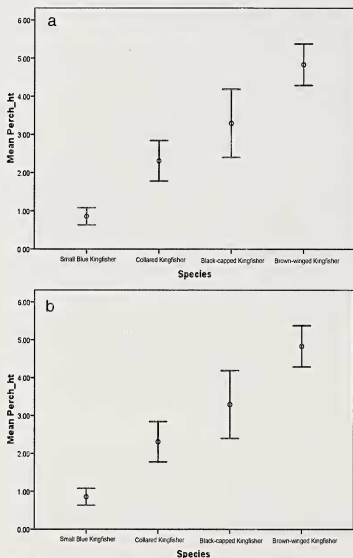 a
Mean Perch_ht
6.00
5.00
4.00
3.00
2.00
1.00
0.00
Small Blue Kingfisher Collared Kingfisher Black-capped Kingfisher Brown-winged Kingfisher
Species
b
Mean Perch_ht
6.00
5.00
4.00
3.00
2.00
1.00
0.00
Small Blue Kingfisher Collared Kingfisher Black-capped Kingfisher Brown-winged Kingfisher
Species